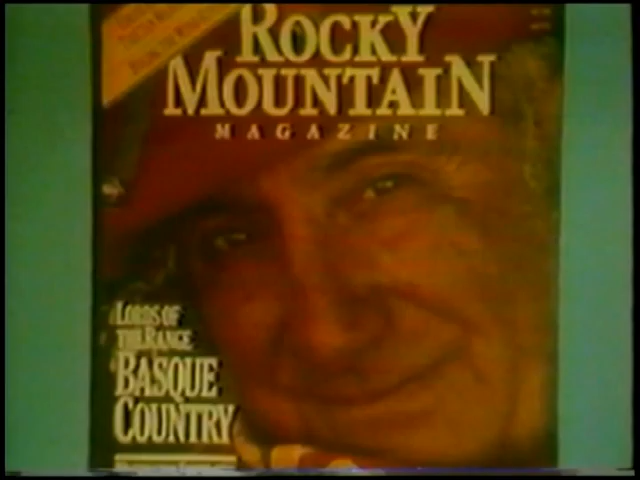 ROCKY
MOUNTAIN
MAGAZINE
LORDS OF
THE RANGE
BASQUE
COUNTRY